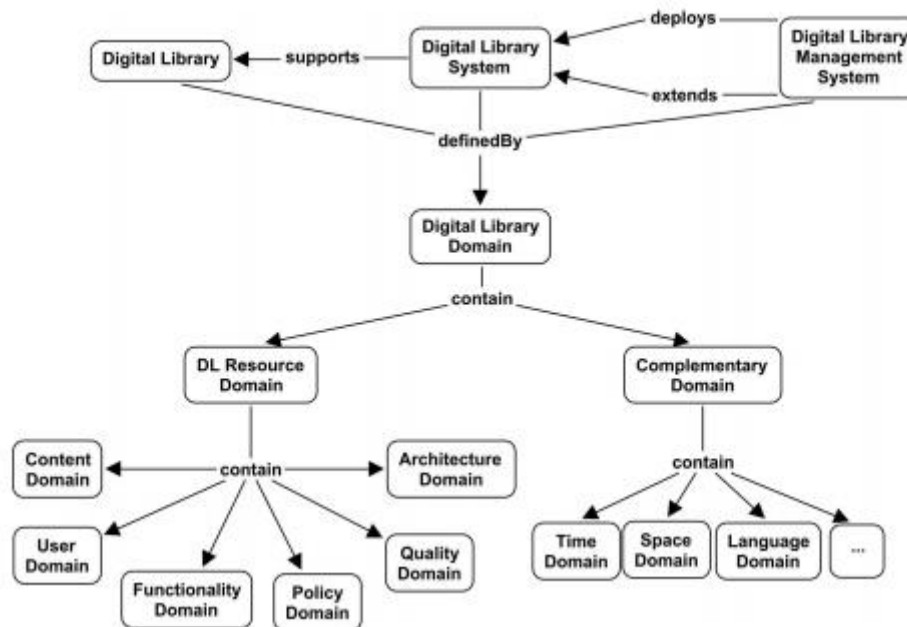 deploys
Digital Library
supports
Digital Library
System
Digital Library
Management
System
extends
definedBy
Digital Library
Domain
contain
DL Resource
Domain
Complementary
Domain
Content
Domain
contain
Architecture
Domain
contain
User
Domain
Functionality
Domain
Policy
Domain
Quality
Domain
Time
Domain
Space
Domain
Language
Domain
...